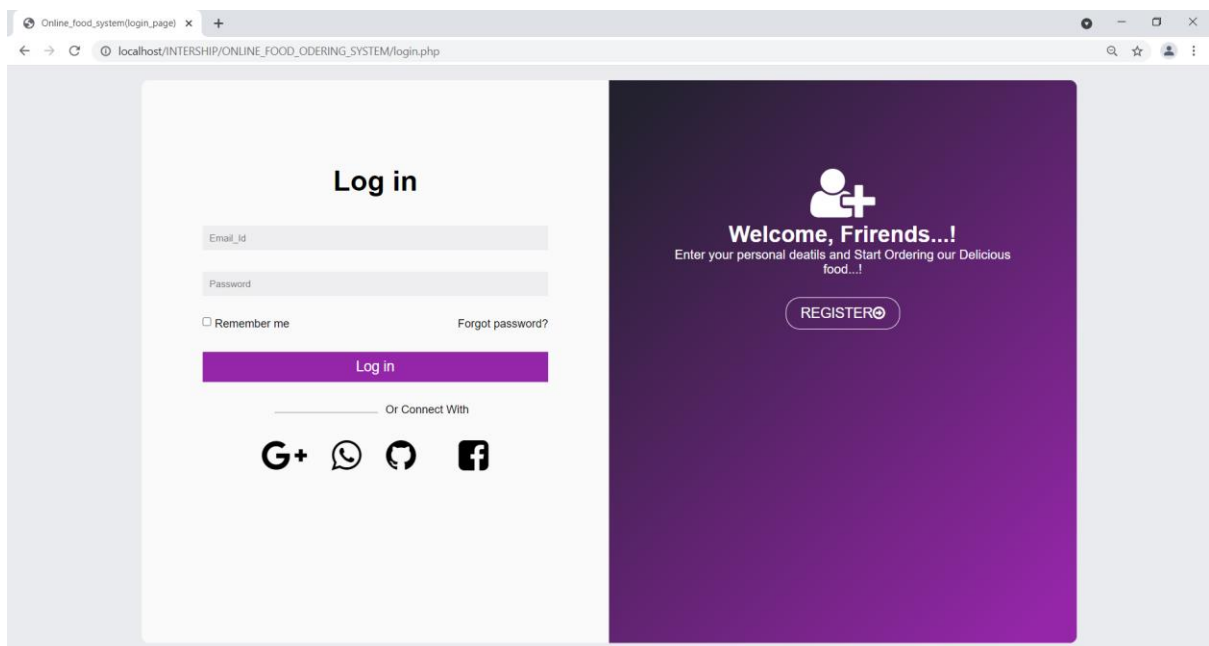 Online_food_system(login_page)
localhost/INTERSHIP/ONLINE_FOOD_ODERING_SYSTEM/login.php
Log in
Email_Id
Password
Remember me
Forgot password?
Log in
Or Connect With
G+
Welcome, Frirends...!
Enter your personal deatils and Start Ordering our Delicious
food...!
REGISTER